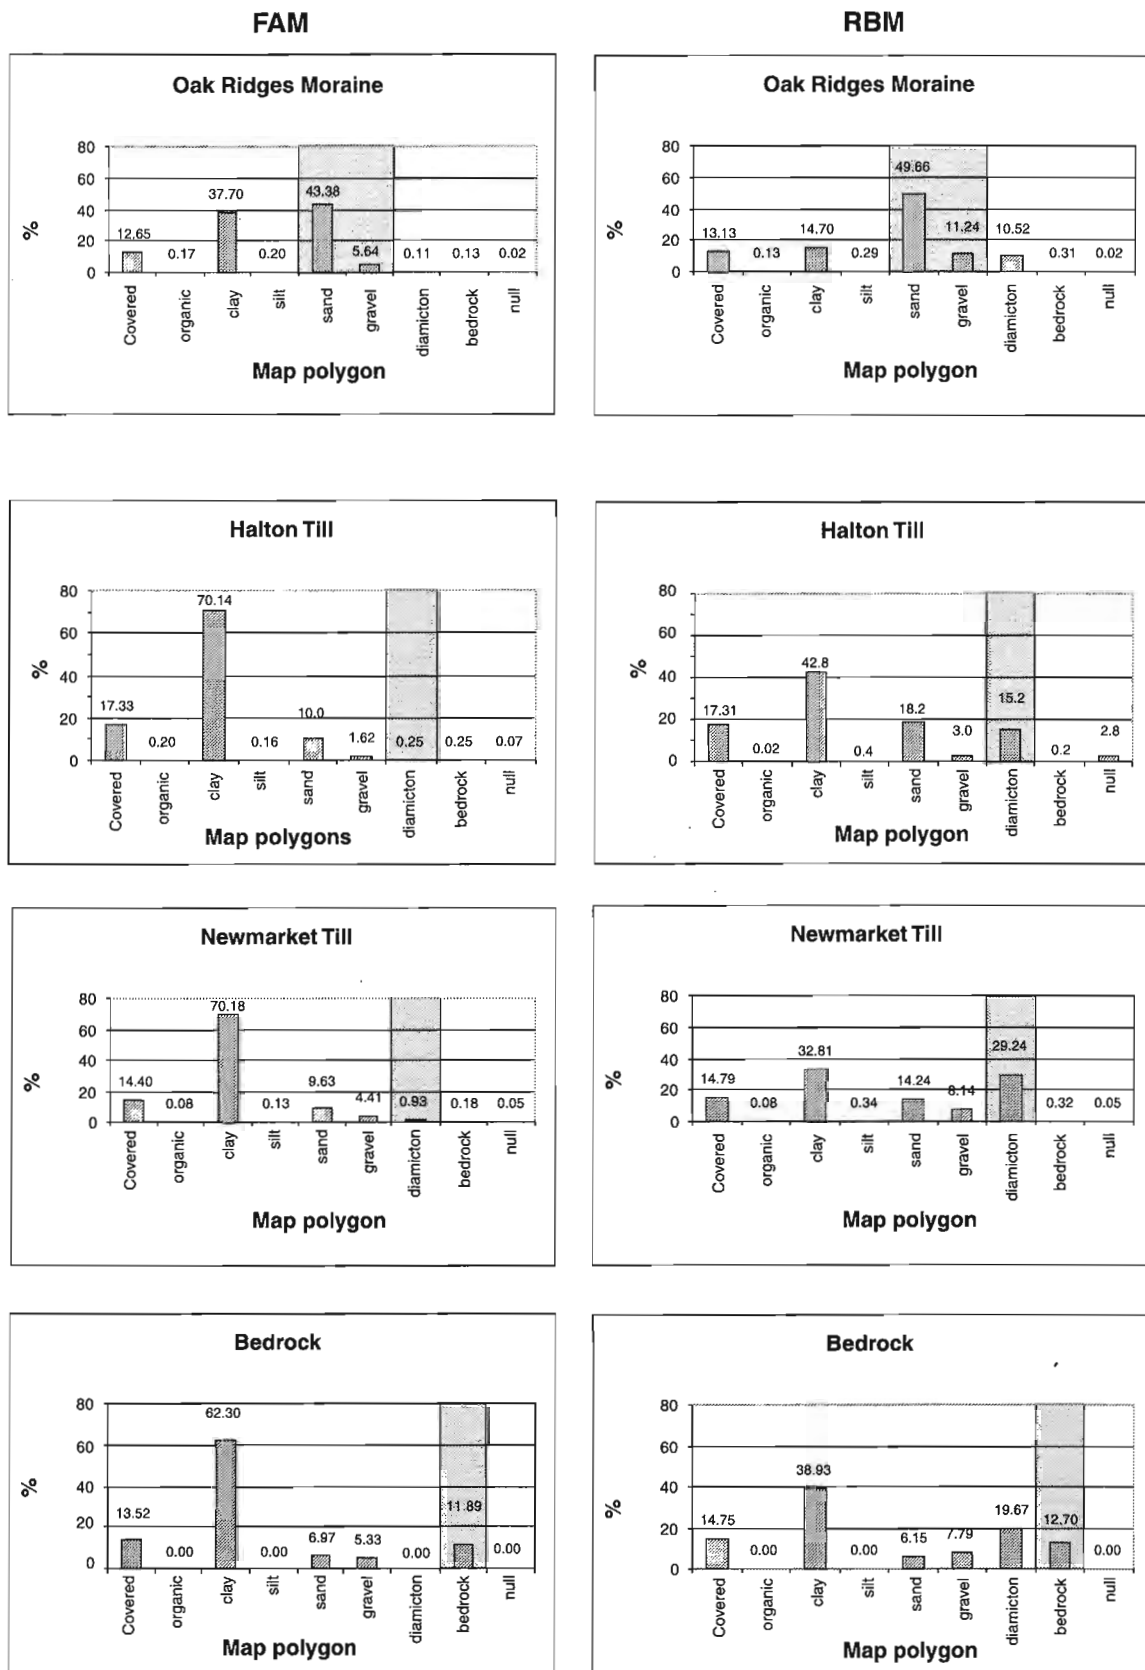 FAM
RBM
Oak Ridges Moraine
80
60
40
20
0
%
12.65
0.17
37.70
0.20
43.38
5.64
0.11
0.13
0.02
Covered
organic
clay
silt
sand
gravel
diamicton
bedrock
null
Map polygon
Oak Ridges Moraine
80
60
40
20
0
%
13.13
0.13
14.70
0.29
49.66
11.24
10.52
0.31
0.02
Covered
organic
clay
silt
sand
gravel
diamicton
bedrock
null
Map polygon
Halton Till
80
60
40
20
0
%
17.33
0.20
70.14
0.16
10.0
1.62
0.25
0.25
0.07
Covered
organic
clay
silt
sand
gravel
diamicton
bedrock
null
Map polygons
Halton Till
80
60
40
20
0
%
17.31
0.02
42.8
0.4
18.2
3.0
15.2
0.2
2.8
Covered
organic
clay
silt
sand
gravel
diamicton
bedrock
null
Map polygon
Newmarket Till
80
60
40
20
0
%
14.40
0.08
70.18
0.13
9.63
4.41
0.93
0.18
0.05
Covered
organic
clay
silt
sand
gravel
diamicton
bedrock
null
Map polygon
Newmarket Till
80
60
40
20
0
%
14.79
0.08
32.81
0.34
14.24
8.14
29.24
0.32
0.05
Covered
organic
clay
silt
sand
gravel
diamicton
bedrock
null
Map polygon
Bedrock
80
60
40
20
0
%
13.52
0.00
62.30
0.00
6.97
5.33
0.00
11.89
0.00
Covered
organic
clay
silt
sand
gravel
diamicton
bedrock
null
Map polygon
Bedrock
80
60
40
20
0
%
14.75
0.00
38.93
0.00
6.15
7.79
19.67
12.70
0.00
Covered
organic
clay
silt
sand
gravel
diamicton
bedrock
null
Map polygon